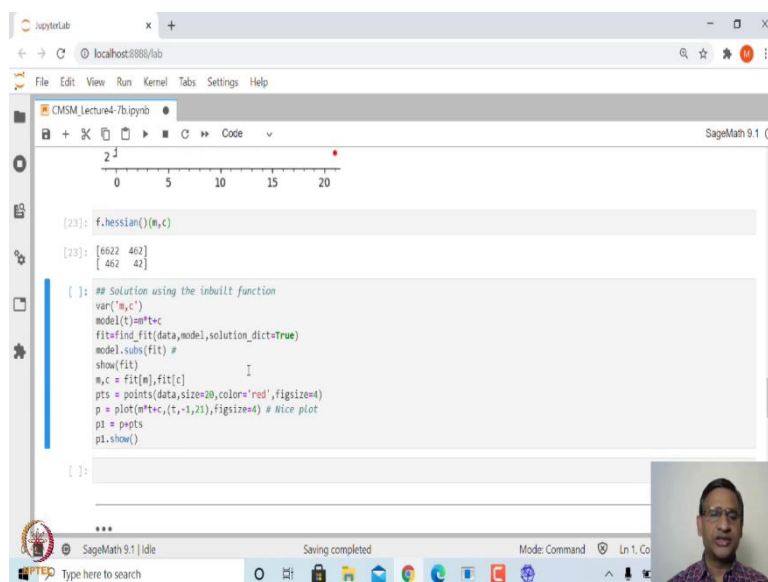 JupyterLab
localhost:8888/lab
M
File Edit View Run Kernel Tabs Settings Help
CMSM_Lecture4-7b.ipynb
Code
SageMath 9.1
2
0 5 10 15 20
[23]: f.hessian()(m,c)
[23]: [6622 462]
[ 462 42]
[ ]: ## Solution using the inbuilt function
var('m,c')
model(t)=m*t+c
fit=find_fit(data,model,solution_dict=True)
model.subs(fit) #
show(fit)
m,c = fit[m],fit[c]
pts = points(data,size=20,color='red',figsize=4)
p = plot(m*t+c,(t,-1,21),figsize=4) # Nice plot
p1 = p+pts
p1.show()
[ ]:
SageMath 9.1 | Idle Saving completed Mode: Command Ln 1, Co
NPTEL Type here to search